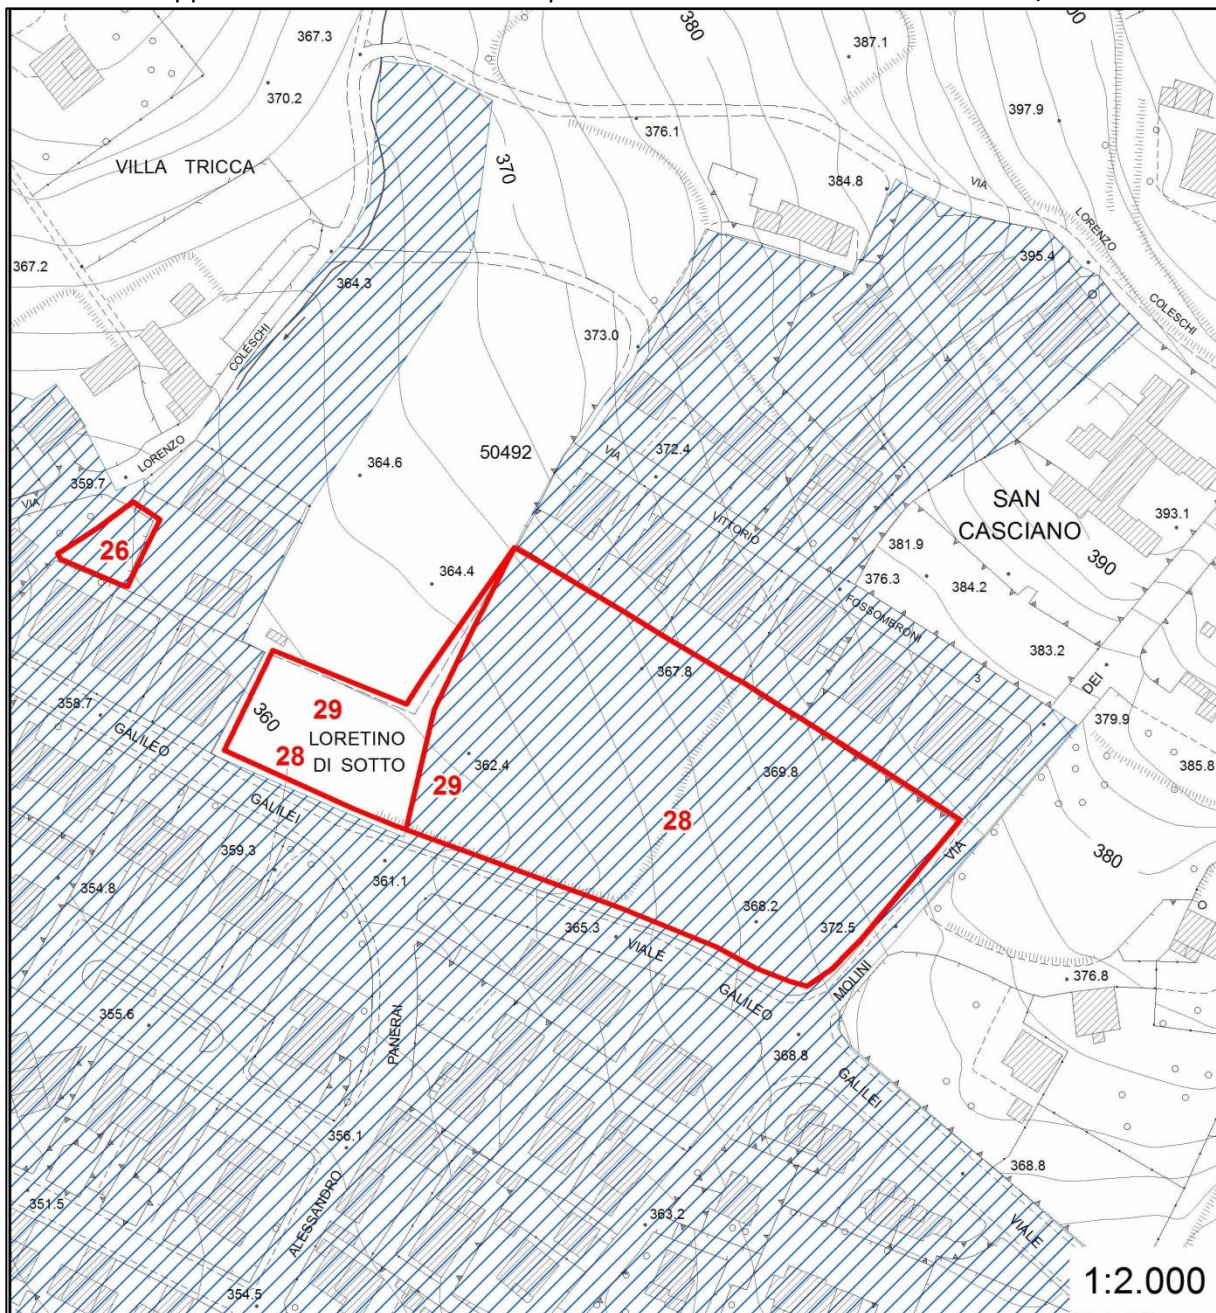 380
367.3
387.1
370.2
397.9
376.1
VILLA TRICCA
370
384.8
VIA
LORENZO
395.4
367.2
364.3
COLESCHI
COLESCHI
373.0
50492
VIA
372.4
364.6
359.7
LORENZO
VIA
SAN
CASCIANO
393.1
VITTORIO
381.9
390
26
364.4
376.3
384.2
FOSSOMBRONI
383.2
367.8
3
DEI
358.7
360
29
379.9
GALILEO
LORETINO
28
DI SOTTO
362.4
385.8
369.8
29
GALILEI
28
359.3
VIA
380
361.1
354.8
368.2
365.3
372.5
VIALE
376.8
MOLINI
GALILEO
355.6
PANERAI
368.8
GALILEI
356.1
368.8
351.5
ALESSANDRO
363.2
VIALE
354.5
1:2.000